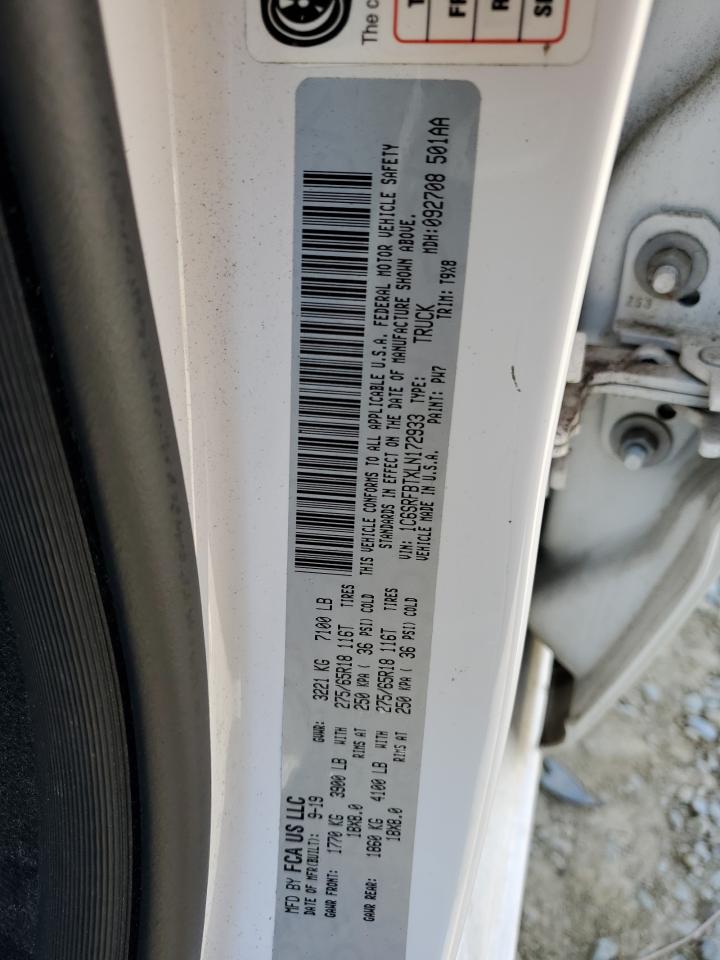 The c
MFD BY FCA US LLC
DATE OF MFR(BUILT): 9-19 GVWR: 3221 KG 7100 LB
GAWR FRONT: 1770 KG 3900 LB WITH 275/65R18 116T TIRES
18X8.0 RIMS AT 250 KPA ( 36 PSI) COLD
GAWR REAR: 1860 KG 4100 LB WITH 275/65R18 116T TIRES
18X8.0 RIMS AT 250 KPA ( 36 PSI) COLD
THIS VEHICLE CONFORMS TO ALL APPLICABLE U.S.A. FEDERAL MOTOR VEHICLE SAFETY
STANDARDS IN EFFECT ON THE DATE OF MANUFACTURE SHOWN ABOVE.
VIN: 1C6SRFBTXLN172933 TYPE: TRUCK MDH:092708 501AA
VEHICLE MADE IN U.S.A. PAINT: PW7 TRIM: T9X8